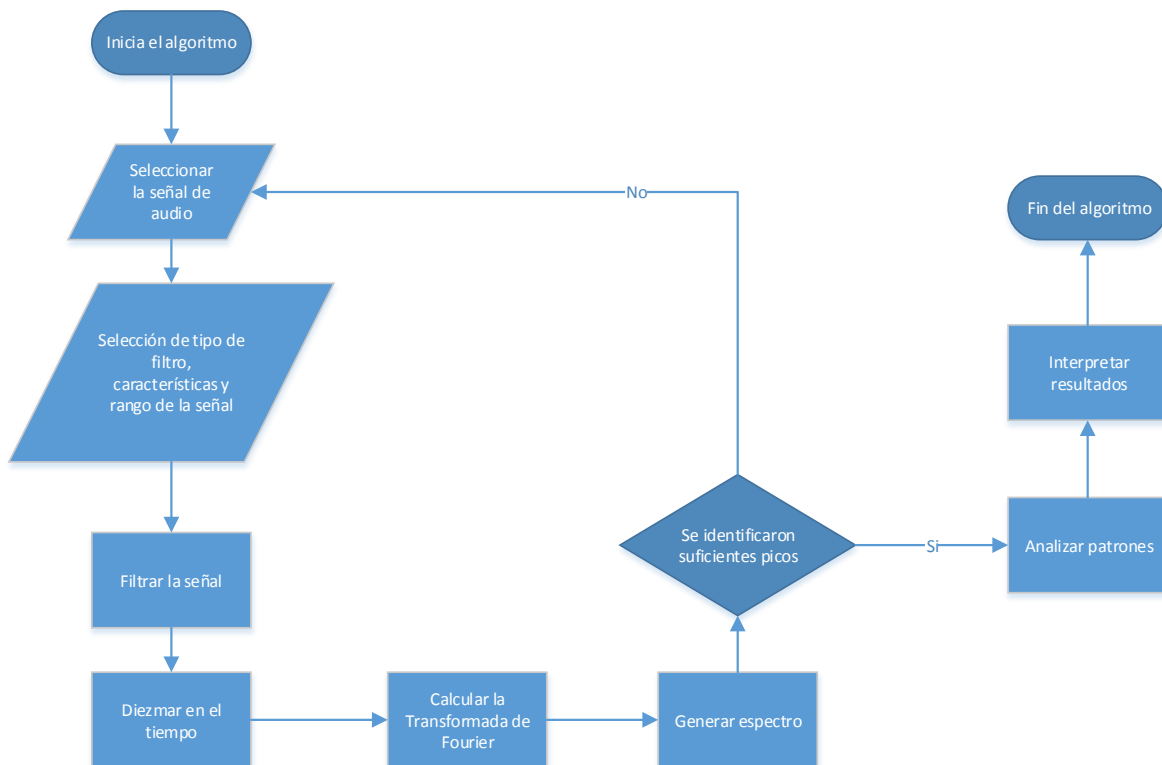 Inicia el algoritmo
Seleccionar
la señal de
audio
Selección de tipo de
filtro,
características y
rango de la señal
Filtrar la señal
Diezmar en el
tiempo
Calcular la
Transformada de
Fourier
Generar espectro
Se identificaron
suficientes picos
No
Si
Analizar patrones
Interpretar
resultados
Fin del algoritmo